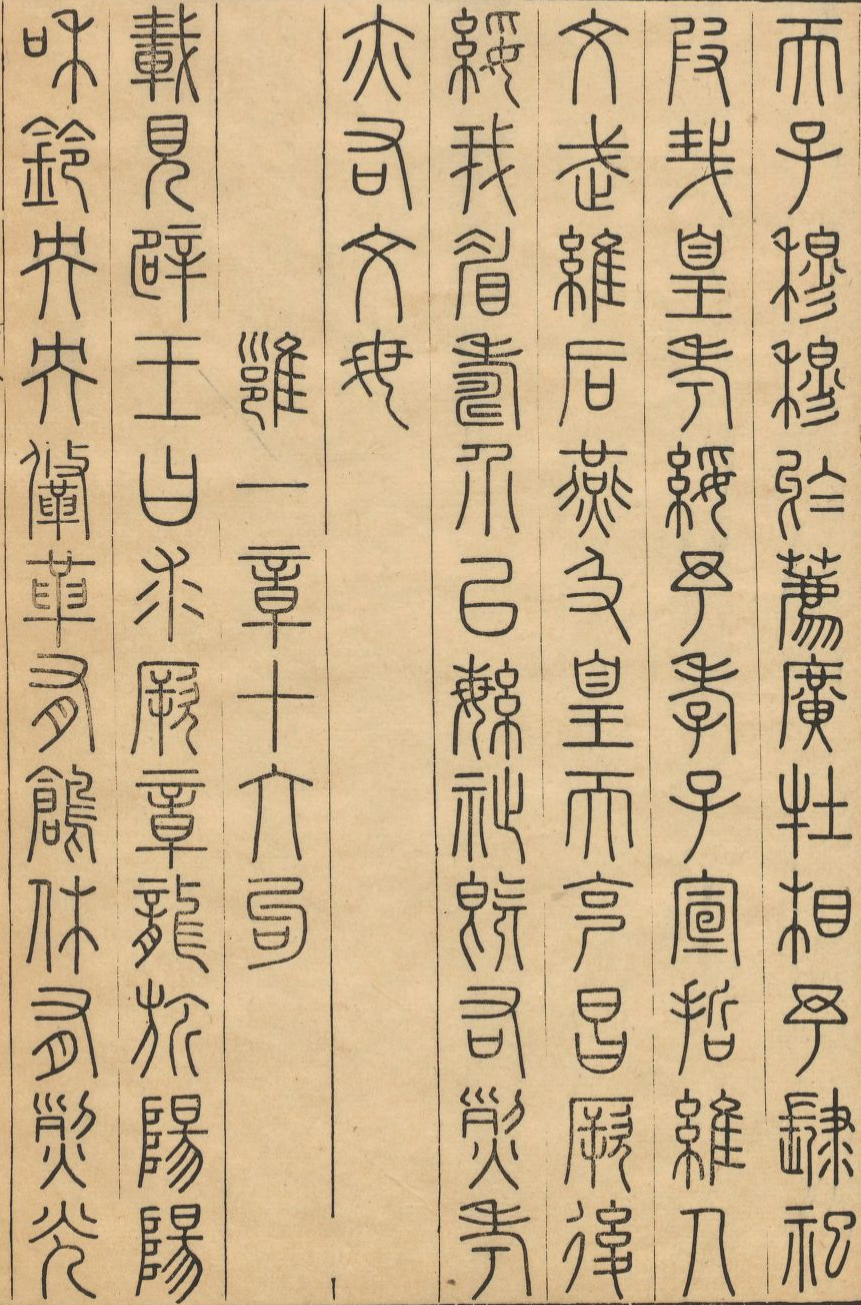 天子穆穆於薦廣牡相予肆祀
叚哉皇考綏予孝子宣哲維人
文武維后燕及皇天克昌厥後
綏我眉壽介以緐祉既右烈考
亦右文母
雝一章十六句
載見辟王曰求厥章龍旂陽陽
咊鈴央央鞗革有鶬休有烈光